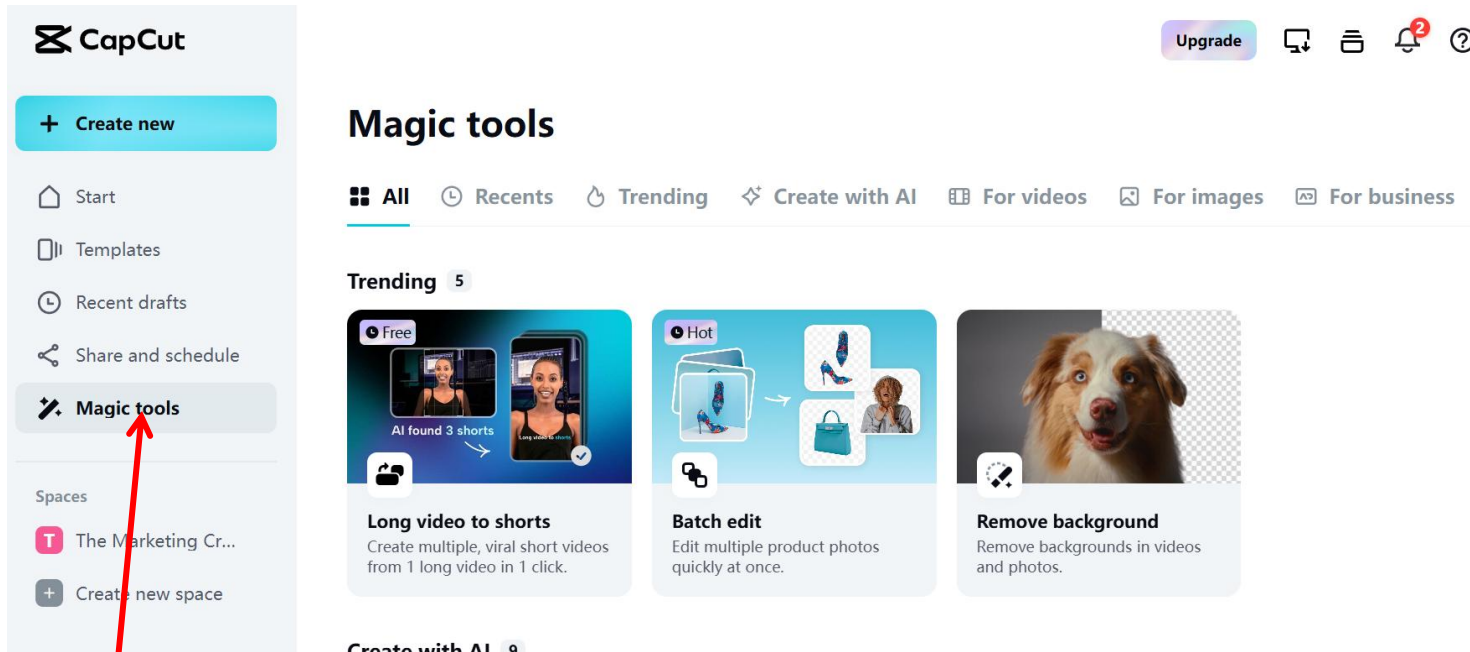 CapCut
Upgrade
2
Create new
Start
Templates
Recent drafts
Share and schedule
Magic tools
Spaces
T
The Marketing Cr...
Create new space
Magic tools
All
Recents
Trending
Create with AI
For videos
For images
For business
Trending 5
Free
AI found 3 shorts
Long video to shorts
Hot
Long video to shorts
Create multiple, viral short videos
from 1 long video in 1 click.
Batch edit
Edit multiple product photos
quickly at once.
Remove background
Remove backgrounds in videos
and photos.
Create with AI 9